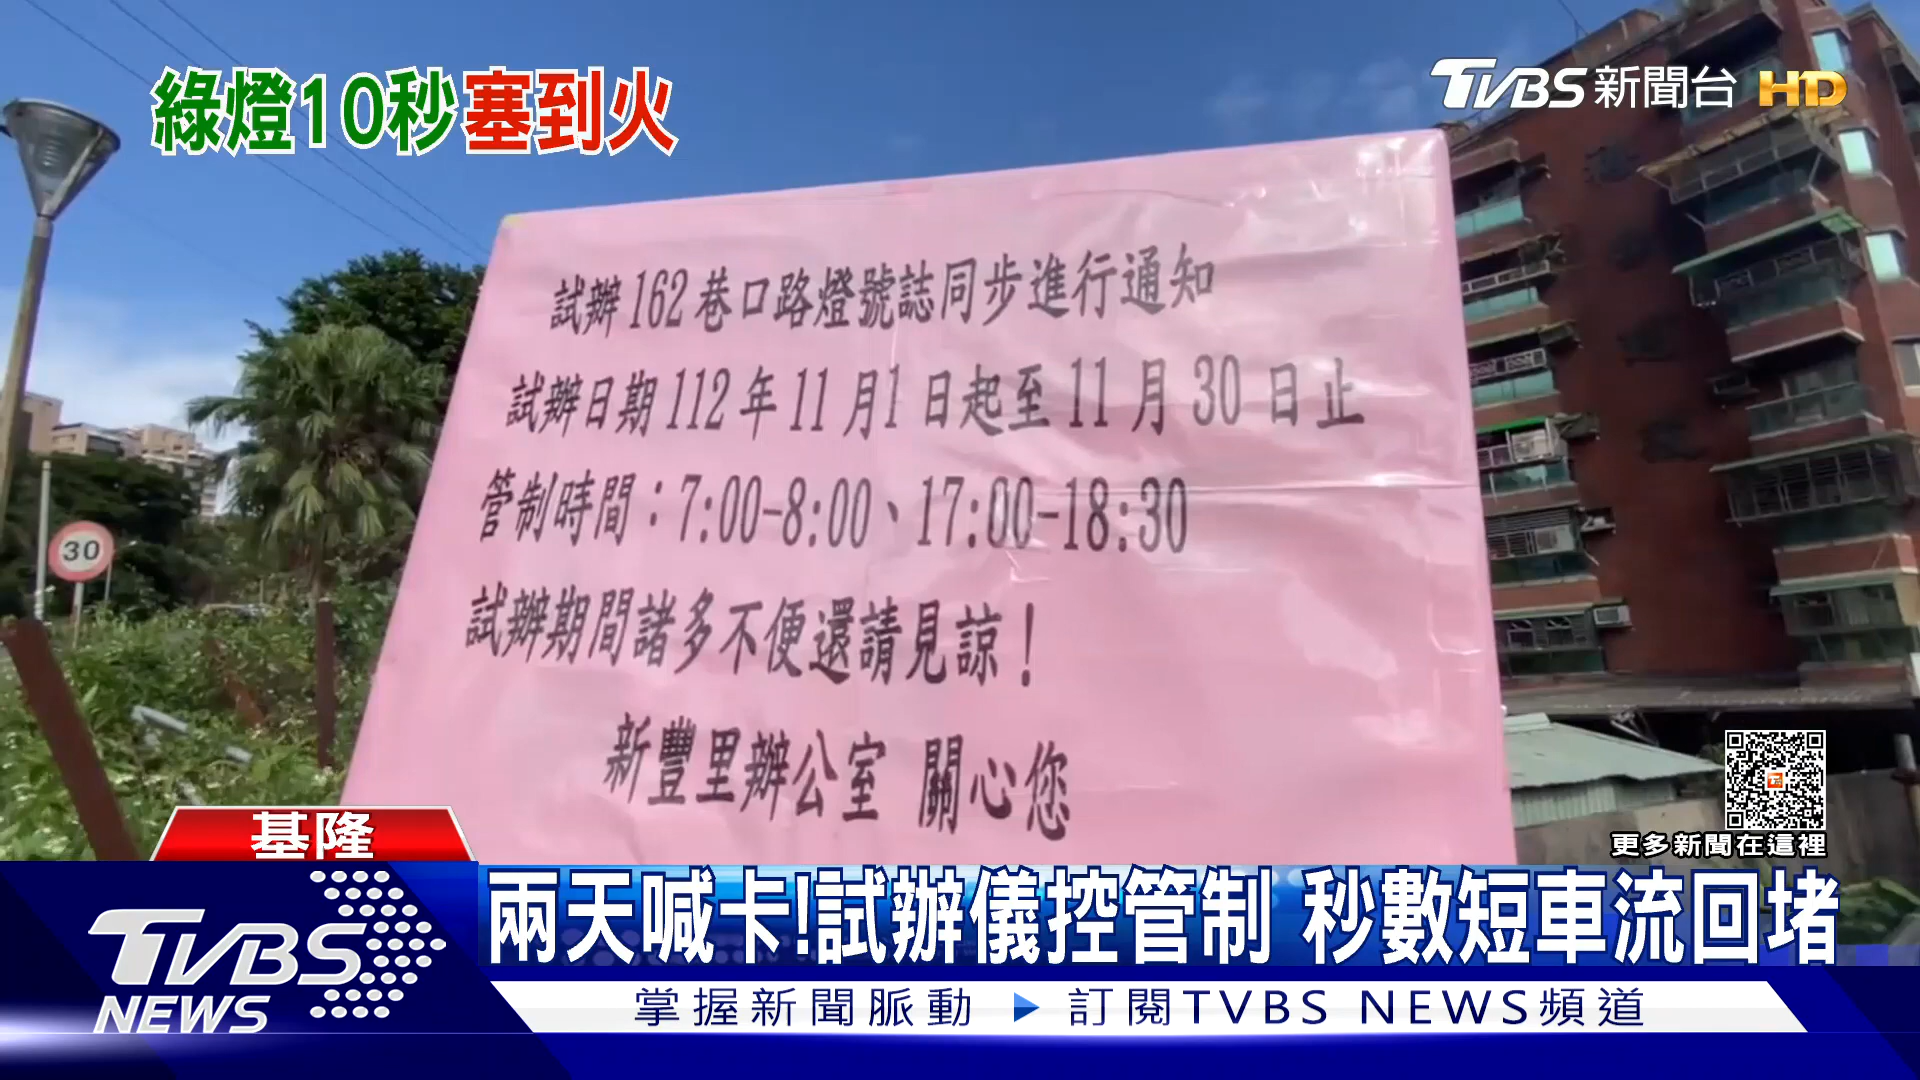 綠燈10秒塞到火
TVBS新聞台 HD
試辦162巷口路燈號誌同步進行通知
試辦日期112年11月1日起至11月30日止
30
管制時間：7:00-8:00、17:00-18:30
試辦期間諸多不便還請見諒！
新豐里辦公室 關心您
更多新聞在這裡
基隆
兩天喊卡!試辦儀控管制 秒數短車流回堵
TVBS NEWS
掌握新聞脈動 ▶ 訂閱TVBS NEWS頻道